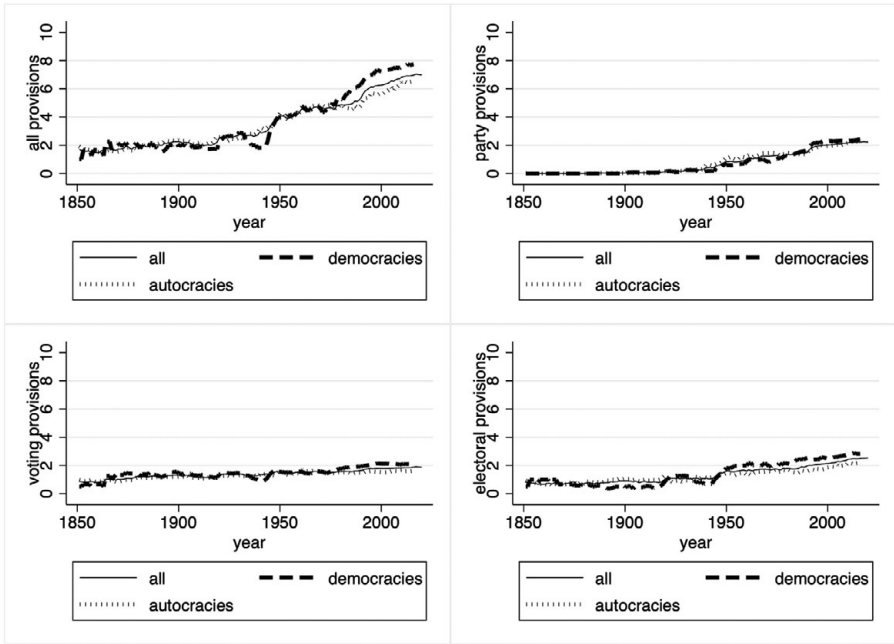 all provisions
10
8
6
4
2
0
1850 1900 1950 2000
year
all democracies
autocracies
party provisions
10
8
6
4
2
0
1850 1900 1950 2000
year
all democracies
autocracies
voting provisions
10
8
6
4
2
0
1850 1900 1950 2000
year
all democracies
autocracies
electoral provisions
10
8
6
4
2
0
1850 1900 1950 2000
year
all democracies
autocracies